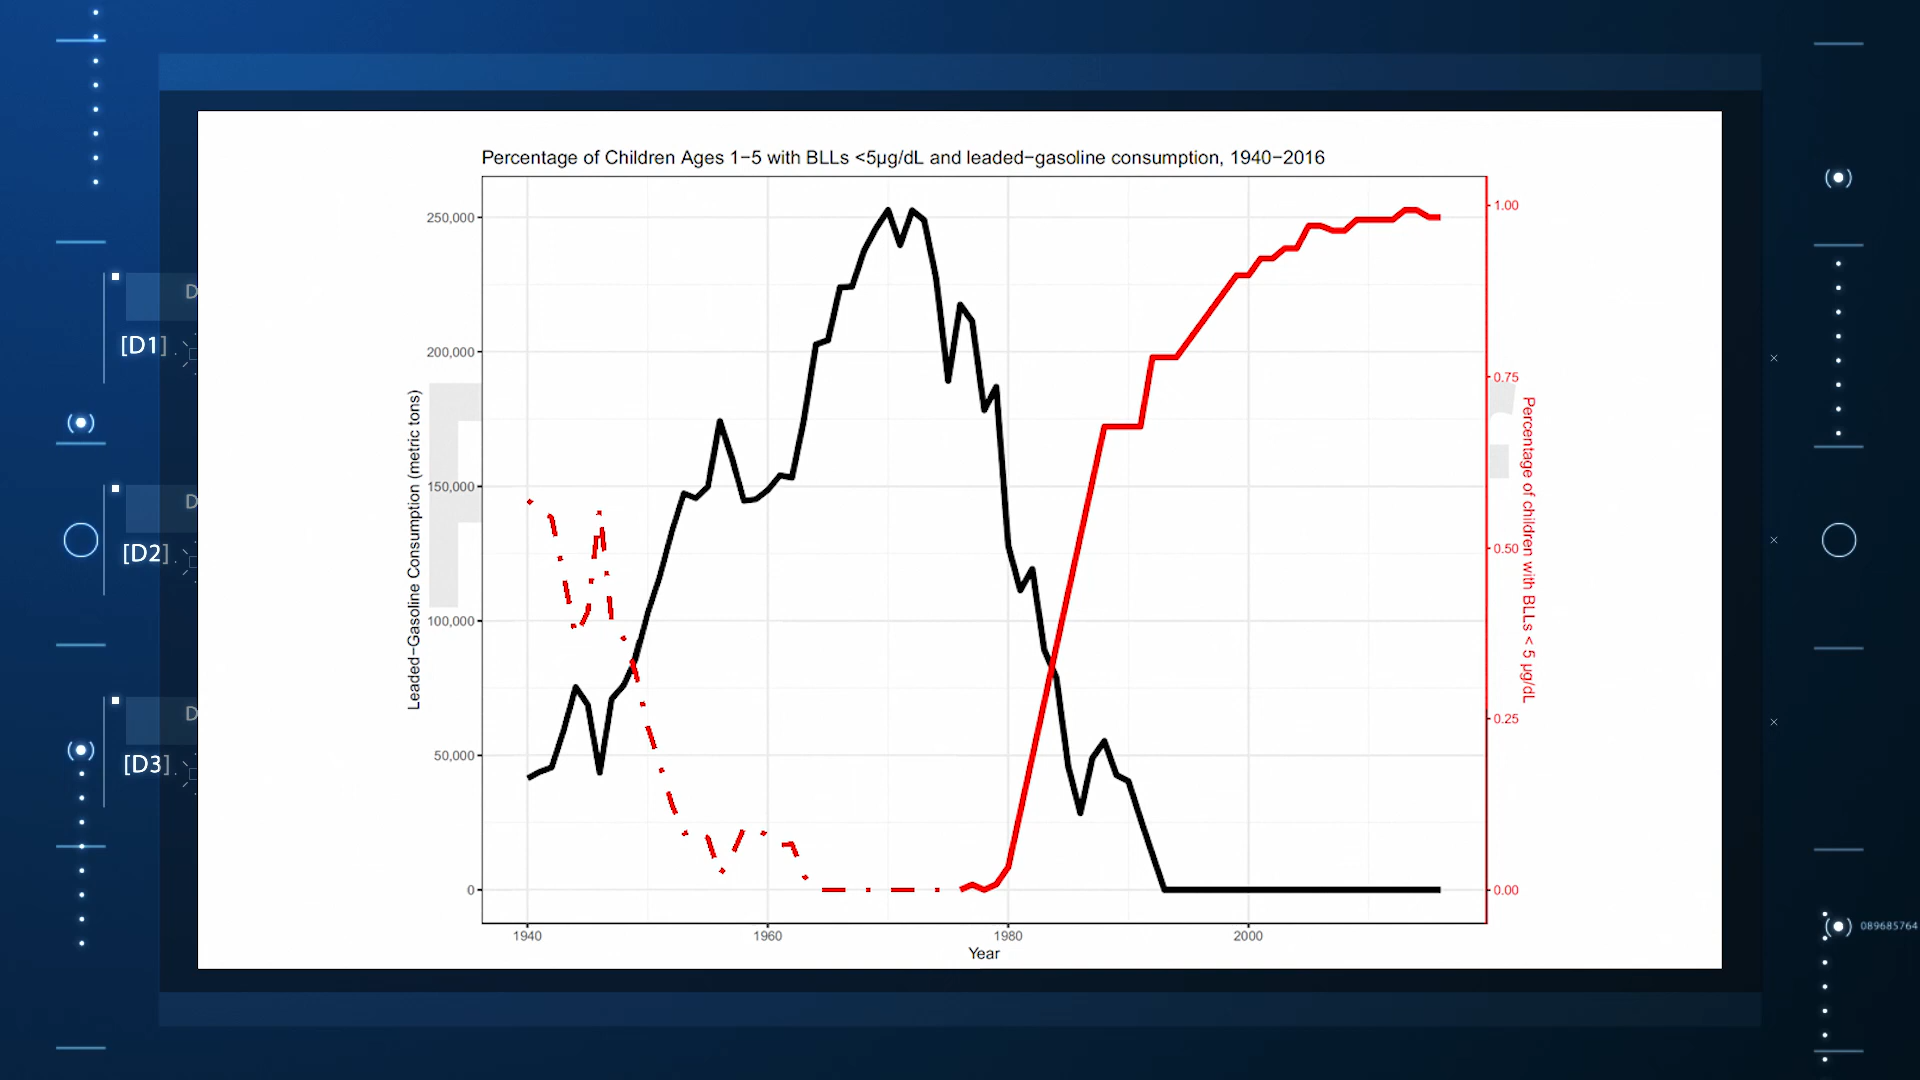 Percentage of Children Ages 1−5 with BLLs <5µg/dL and leaded−gasoline consumption, 1940−2016
250,000
200,000
150,000
100,000
50,000
0
Leaded−Gasoline Consumption (metric tons)
1.00
0.75
0.50
0.25
0.00
Percentage of children with BLLs < 5 µg/dL
1940
1960
1980
2000
Year
D
[D1]
D
[D2]
D
[D3]
089685764